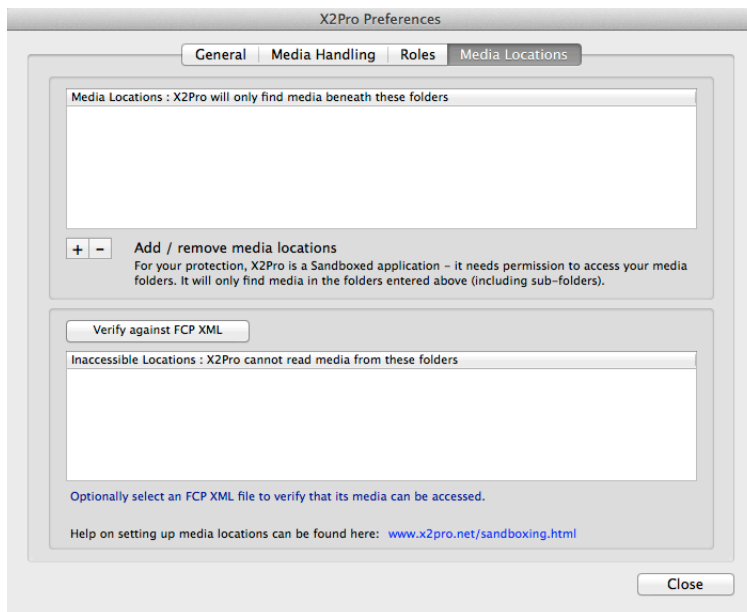 X2Pro Preferences
General Media Handling Roles Media Locations
Media Locations : X2Pro will only find media beneath these folders
+ - Add / remove media locations
For your protection, X2Pro is a Sandboxed application – it needs permission to access your media
folders. It will only find media in the folders entered above (including sub-folders).
Verify against FCP XML
Inaccessible Locations : X2Pro cannot read media from these folders
Optionally select an FCP XML file to verify that its media can be accessed.
Help on setting up media locations can be found here: www.x2pro.net/sandboxing.html
Close